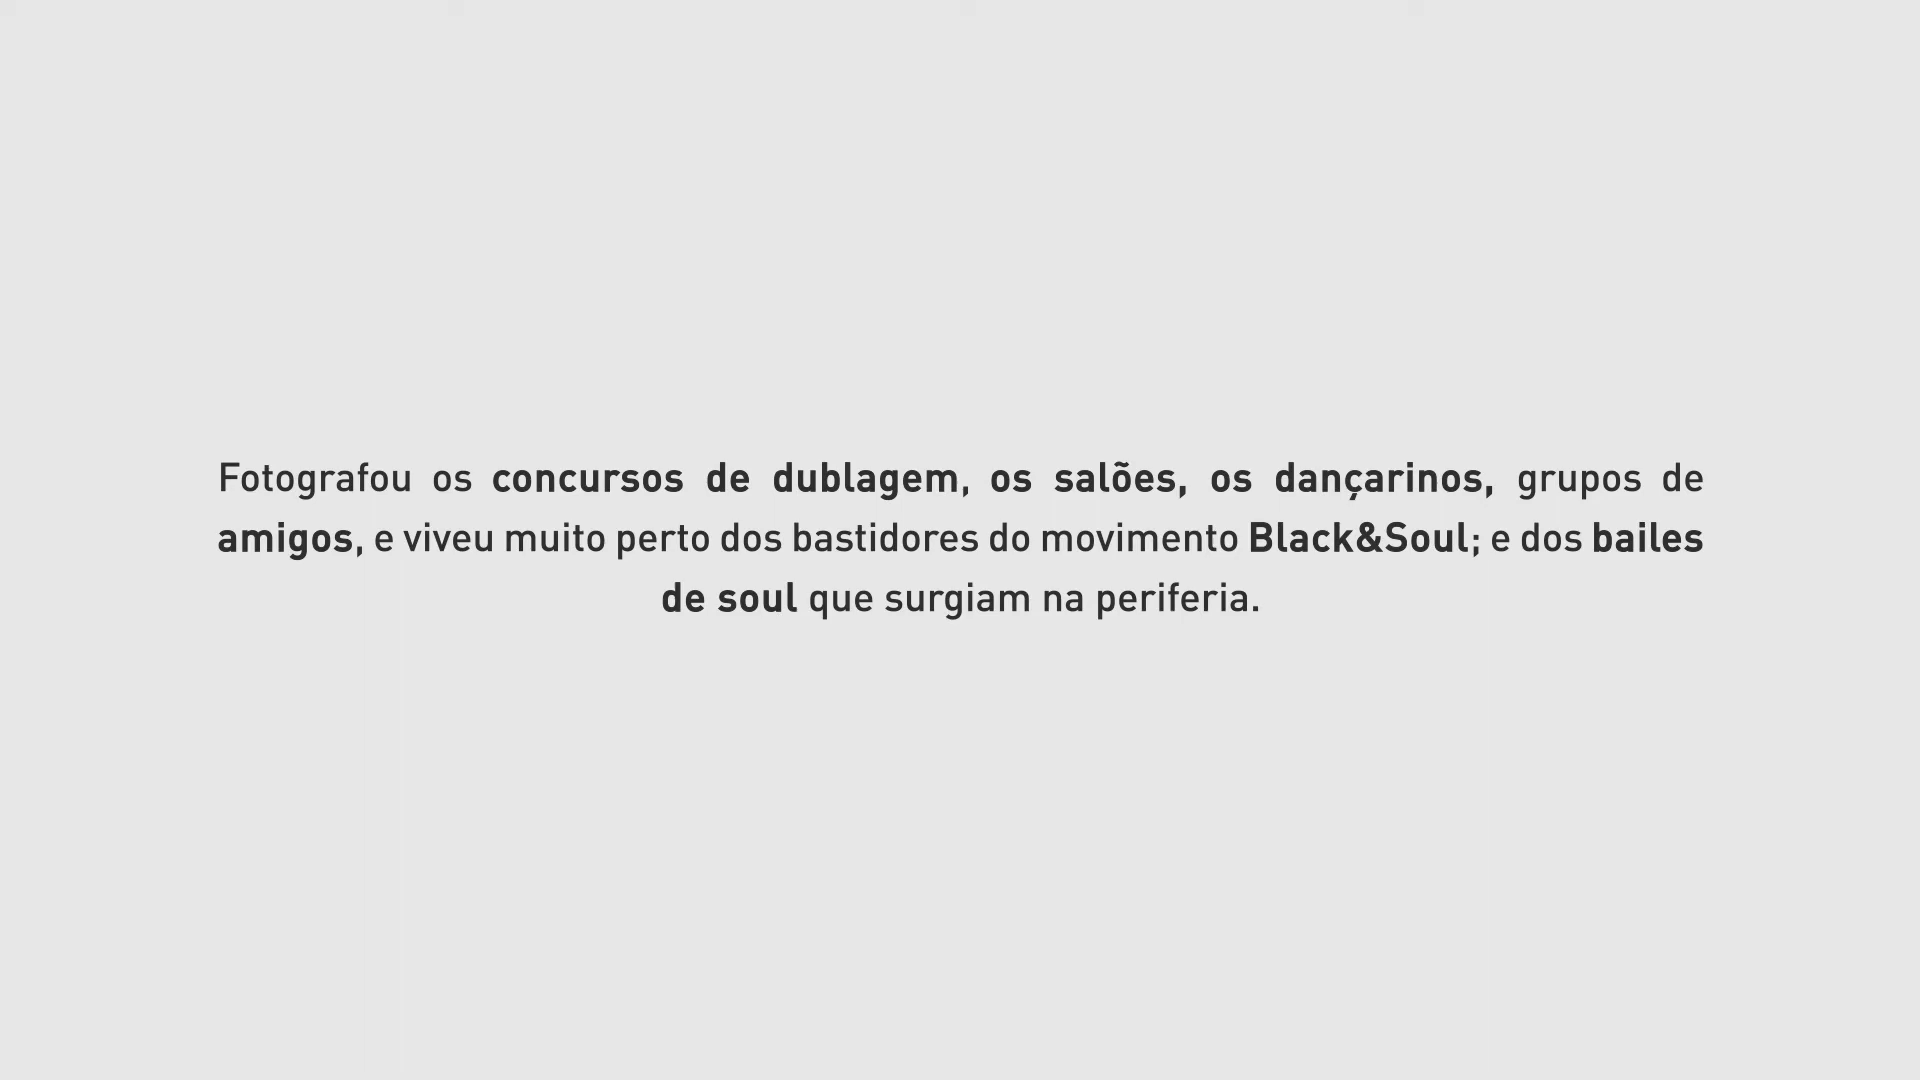 Fotografou os concursos de dublagem, os salões, os dançarinos, grupos de
amigos, e viveu muito perto dos bastidores do movimento Black&Soul; e dos bailes
de soul que surgiam na periferia.